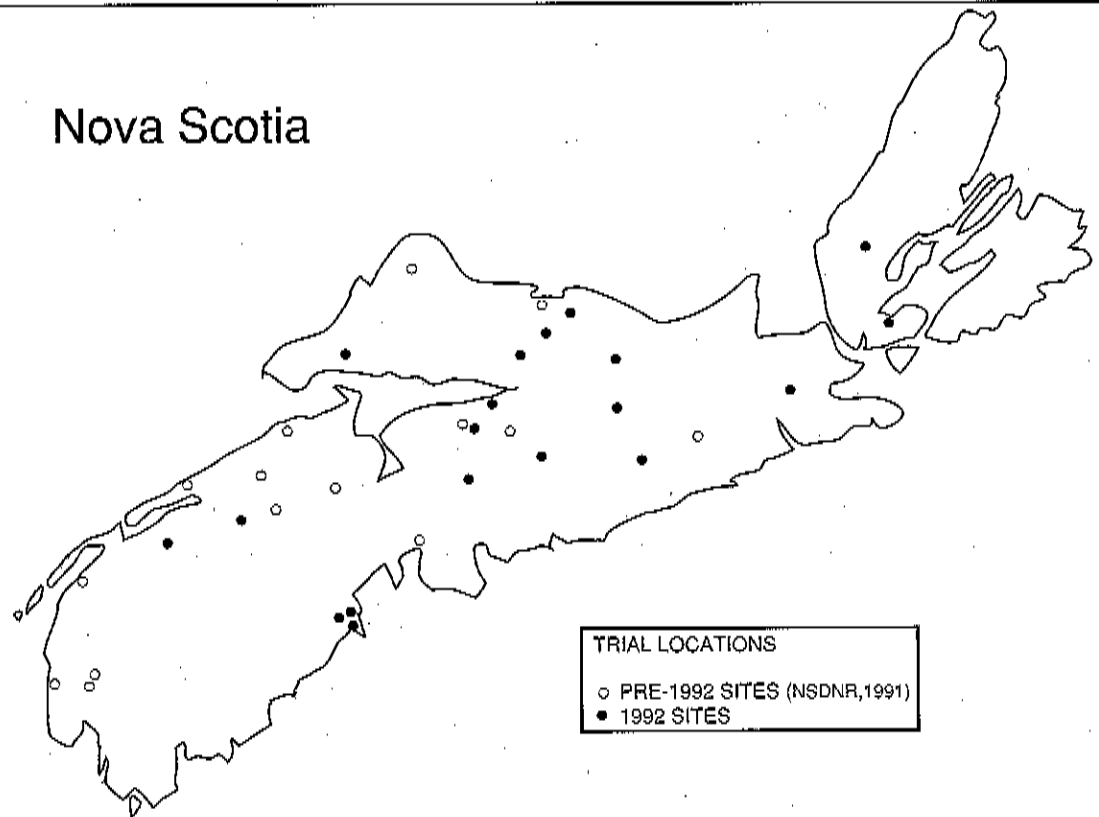 Nova Scotia
TRIAL LOCATIONS
○ PRE-1992 SITES (NSDNR,1991)
● 1992 SITES